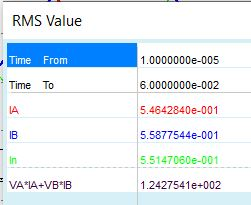 RMS Value
Time From 1.0000000e-005
Time To 6.0000000e-002
IA 5.4642840e-001
IB 5.5877544e-001
In 5.5147060e-001
VA*IA+VB*IB 1.2427541e+002